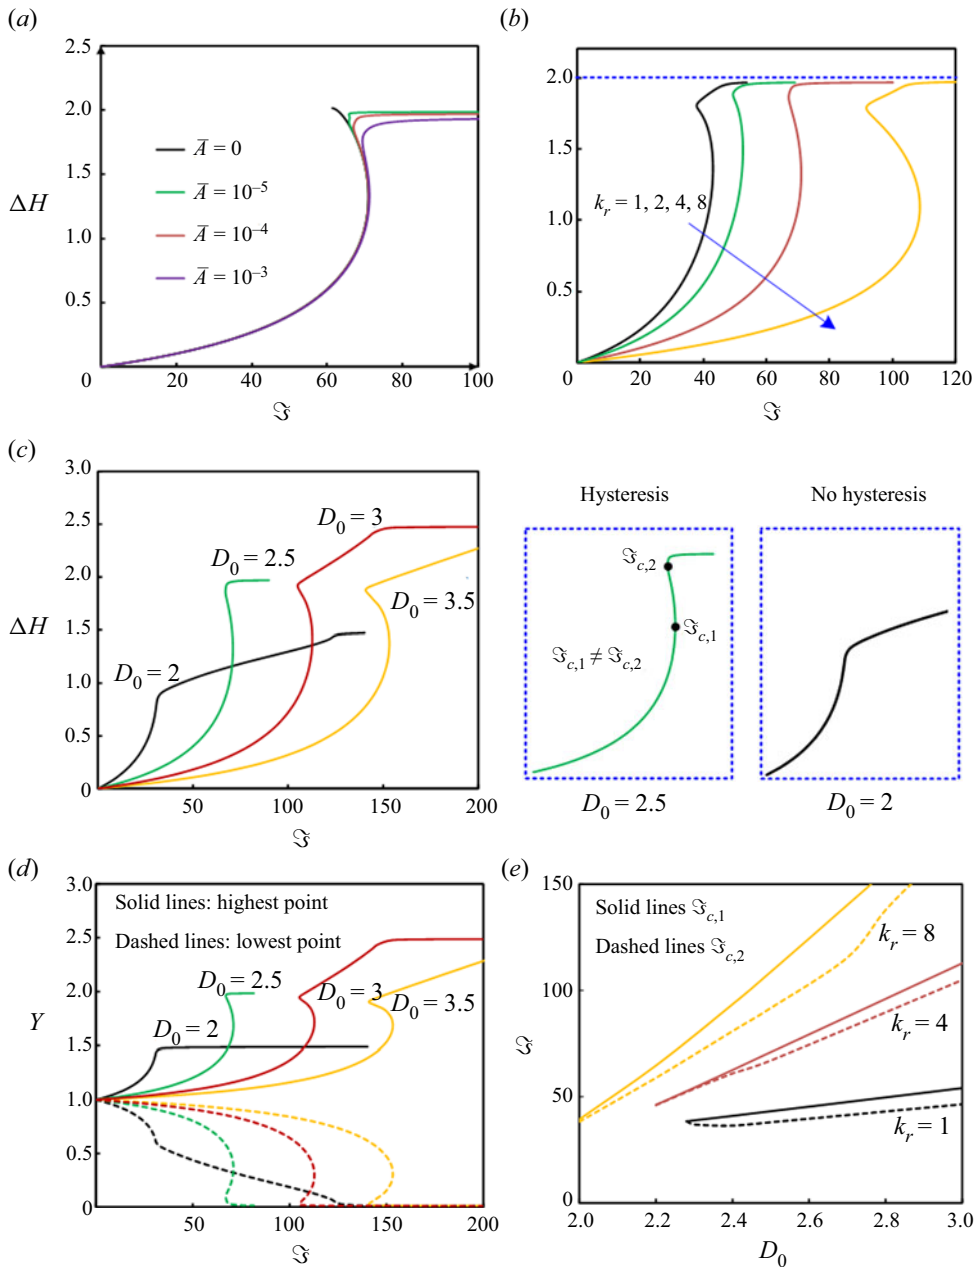 (a)
2.5
2.0
1.5
1.0
0.5
0
20
40
60
80
100
ΔH
ℑ
A̅ = 0
A̅ = 10⁻⁵
A̅ = 10⁻⁴
A̅ = 10⁻³
(b)
2.0
1.5
1.0
0.5
0
0
20
40
60
80
100
120
ℑ
k_r = 1, 2, 4, 8
(c)
3.0
2.5
2.0
1.5
1.0
0.5
0
50
100
150
200
ΔH
ℑ
D₀ = 3
D₀ = 2.5
D₀ = 3.5
D₀ = 2
Hysteresis
No hysteresis
ℑ_{c,2}
ℑ_{c,1}
ℑ_{c,1} ≠ ℑ_{c,2}
D₀ = 2.5
D₀ = 2
(d)
3.0
2.5
2.0
1.5
1.0
0.5
0
50
100
150
200
Y
ℑ
Solid lines: highest point
Dashed lines: lowest point
D₀ = 2.5
D₀ = 3
D₀ = 3.5
D₀ = 2
(e)
150
100
50
0
2.0
2.2
2.4
2.6
2.8
3.0
ℑ
D₀
Solid lines ℑ_{c,1}
Dashed lines ℑ_{c,2}
k_r = 8
k_r = 4
k_r = 1